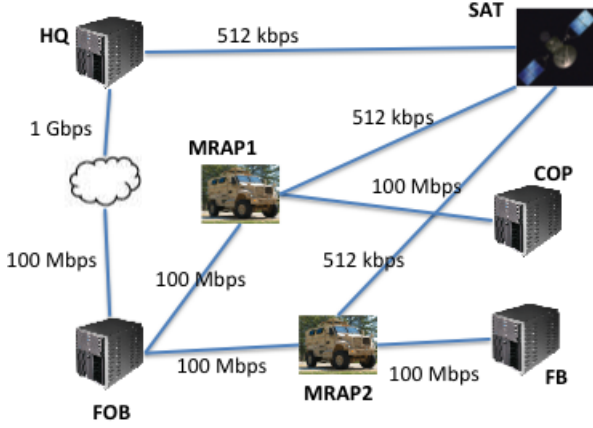 SAT
HQ
512 kbps
1 Gbps
512 kbps
MRAP1
COP
100 Mbps
100 Mbps
512 kbps
100 Mbps
100 Mbps
100 Mbps
FB
MRAP2
FOB